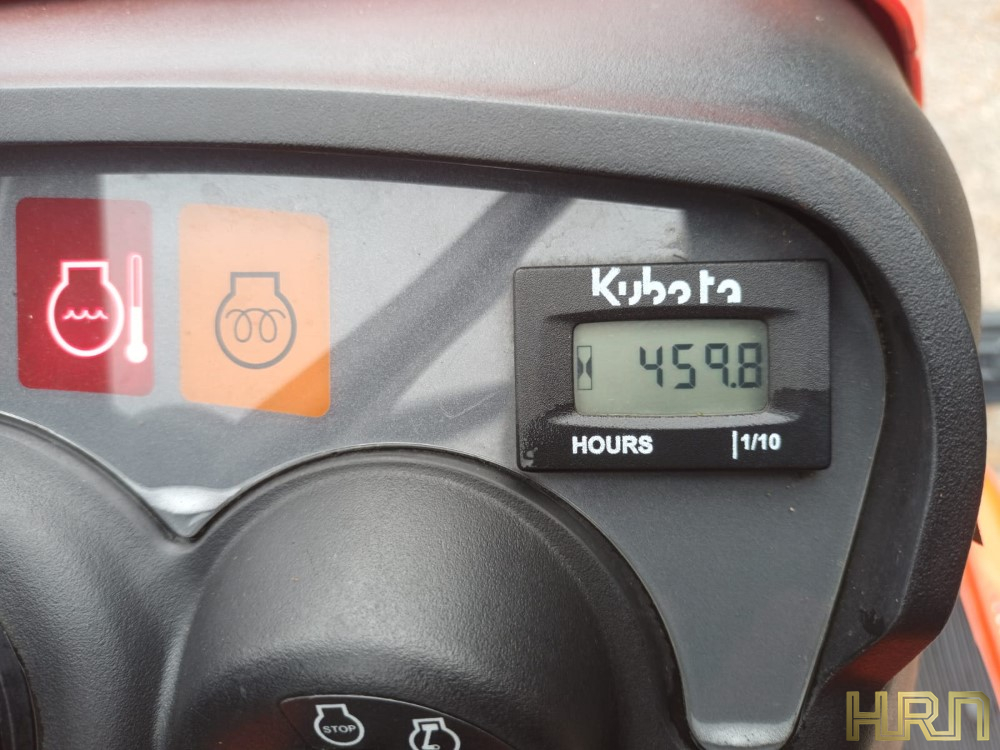 Kubota
459.8
HOURS 1/10
STOP
HRN